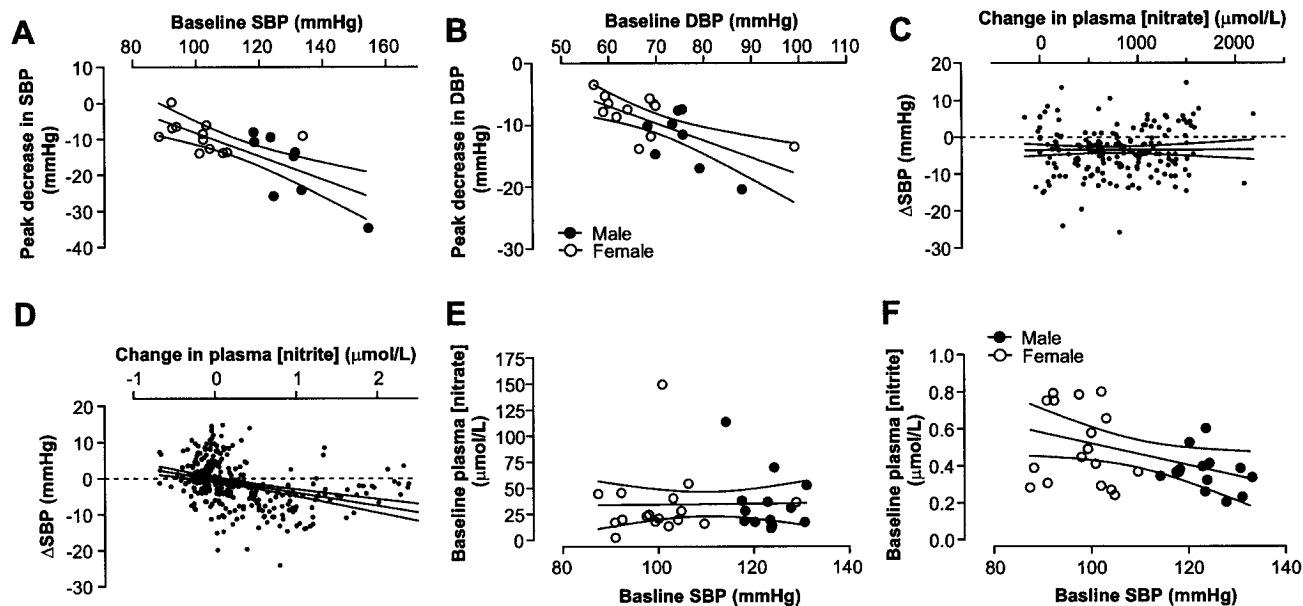 A
Baseline SBP (mmHg)
80 100 120 140 160
Peak decrease in SBP
(mmHg)
10
0
-10
-20
-30
-40
B
Baseline DBP (mmHg)
50 60 70 80 90 100 110
Peak decrease in DBP
(mmHg)
0
-10
-20
-30
Male
Female
C
Change in plasma [nitrate] (μmol/L)
0 1000 2000
ΔSBP (mmHg)
20
10
0
-10
-20
-30
D
Change in plasma [nitrite] (μmol/L)
-1 0 1 2
ΔSBP (mmHg)
20
10
0
-10
-20
-30
E
Baseline plasma [nitrate]
(μmol/L)
175
150
125
100
75
50
25
0
80 100 120 140
Basline SBP (mmHg)
F
Male
Female
Baseline plasma [nitrite]
(μmol/L)
1.0
0.8
0.6
0.4
0.2
0.0
80 100 120 140
Basline SBP (mmHg)